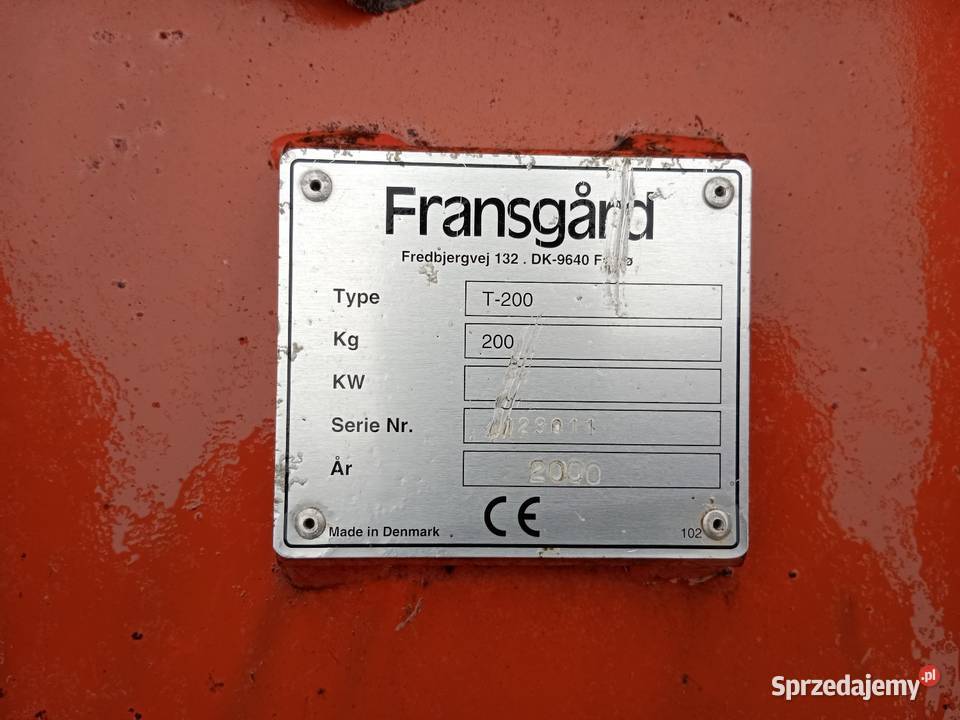 Fransgård
Fredbjergvej 132 . DK-9640
Type T-200
Kg 200
KW
Serie Nr.
År 2000
Made in Denmark CE 102
Sprzedajemy.pl